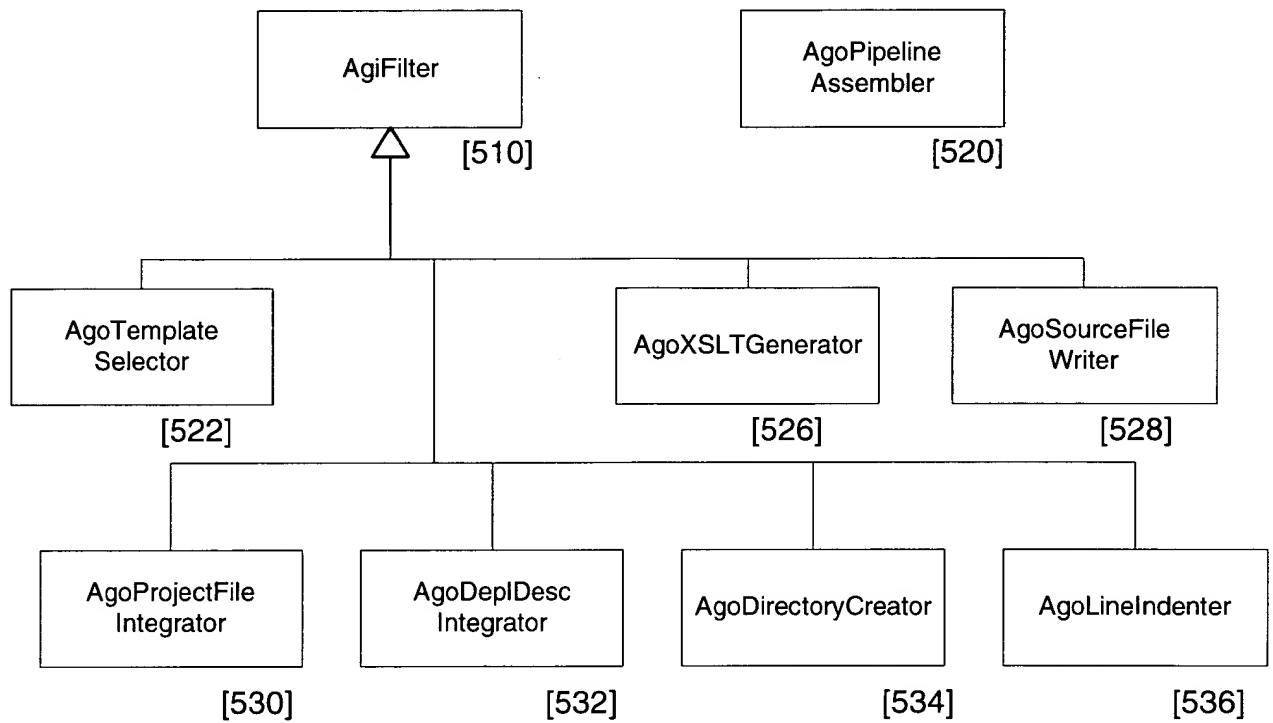 AgiFilter
[510]
AgoPipeline
Assembler
[520]
AgoTemplate
Selector
[522]
AgoXSLTGenerator
[526]
AgoSourceFile
Writer
[528]
AgoProjectFile
Integrator
[530]
AgoDeplDesc
Integrator
[532]
AgoDirectoryCreator
[534]
AgoLineIndenter
[536]